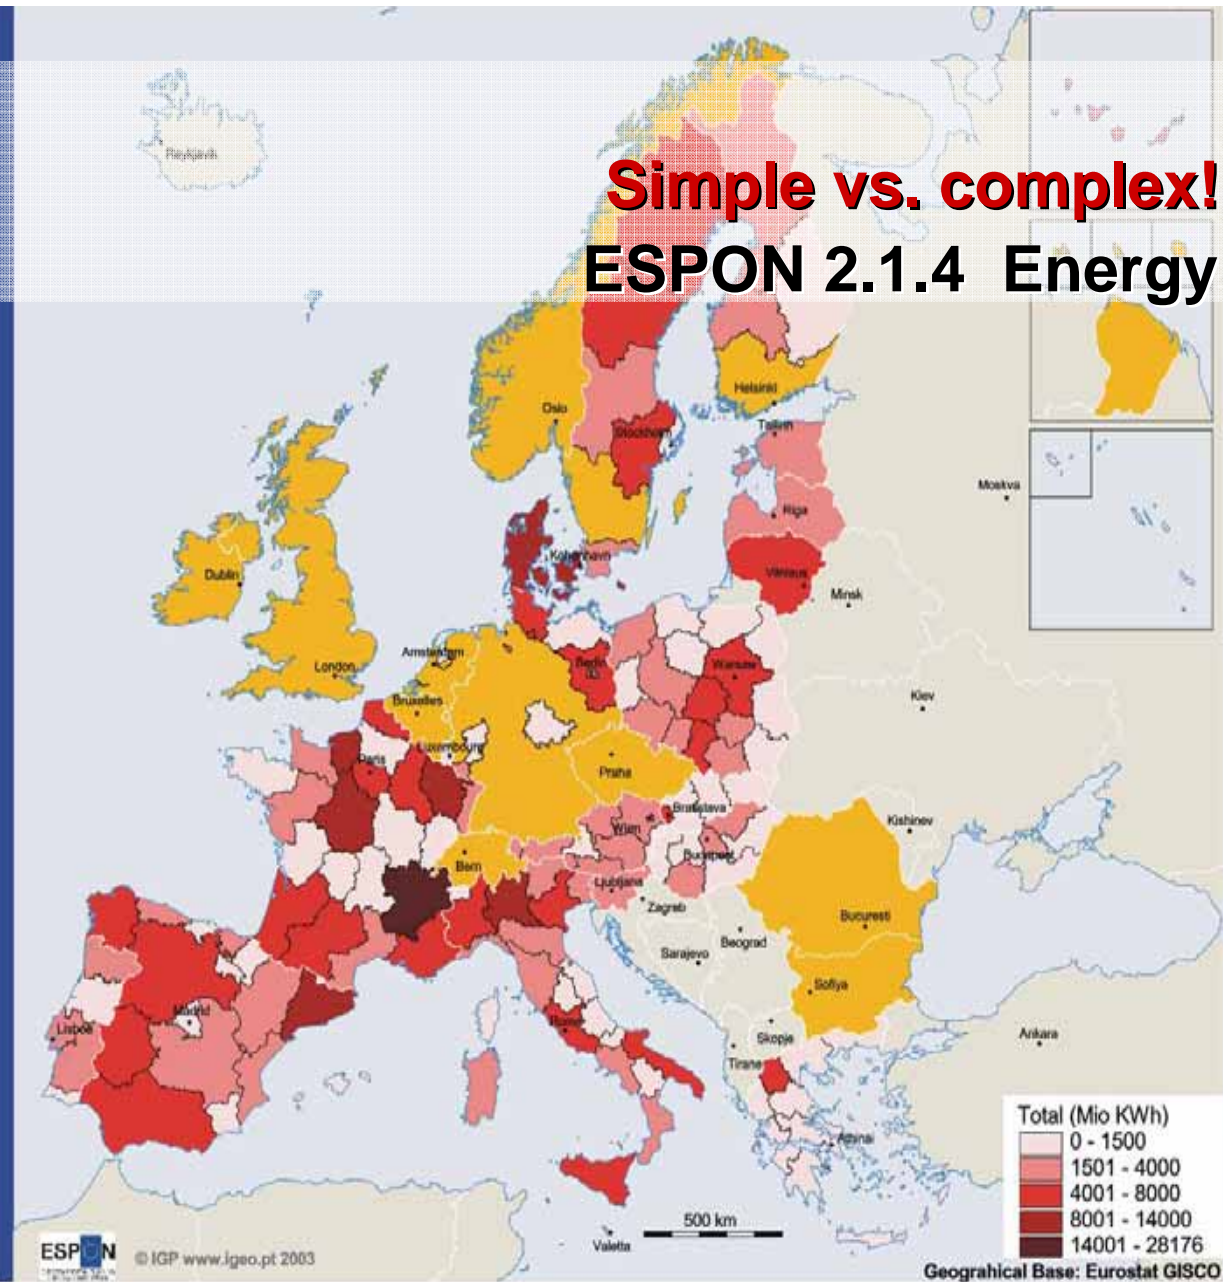 Simple vs. complex!
ESPON 2.1.4 Energy
Reykjavik
Helsinki
Oslo
Tallinn
Stockholm
Moskva
Riga
Kobenhavn
Dublin
Vilnius
Minsk
Amsterdam
London
Berlin
Warsaw
Bruxelles
Kiev
Luxembourg
Paris
Praha
Bratislava
Kishinev
Wien
Budapest
Bern
Ljubljana
Zagreb
Bucuresti
Beograd
Sarajevo
Sofiya
Madrid
Lisboa
Roma
Skopje
Ankara
Tirane
Athinai
Valetta
500 km
Total (Mio KWh)
0 - 1500
1501 - 4000
4001 - 8000
8001 - 14000
14001 - 28176
ESPON
© IGP www.igeo.pt 2003
Geograhical Base: Eurostat GISCO